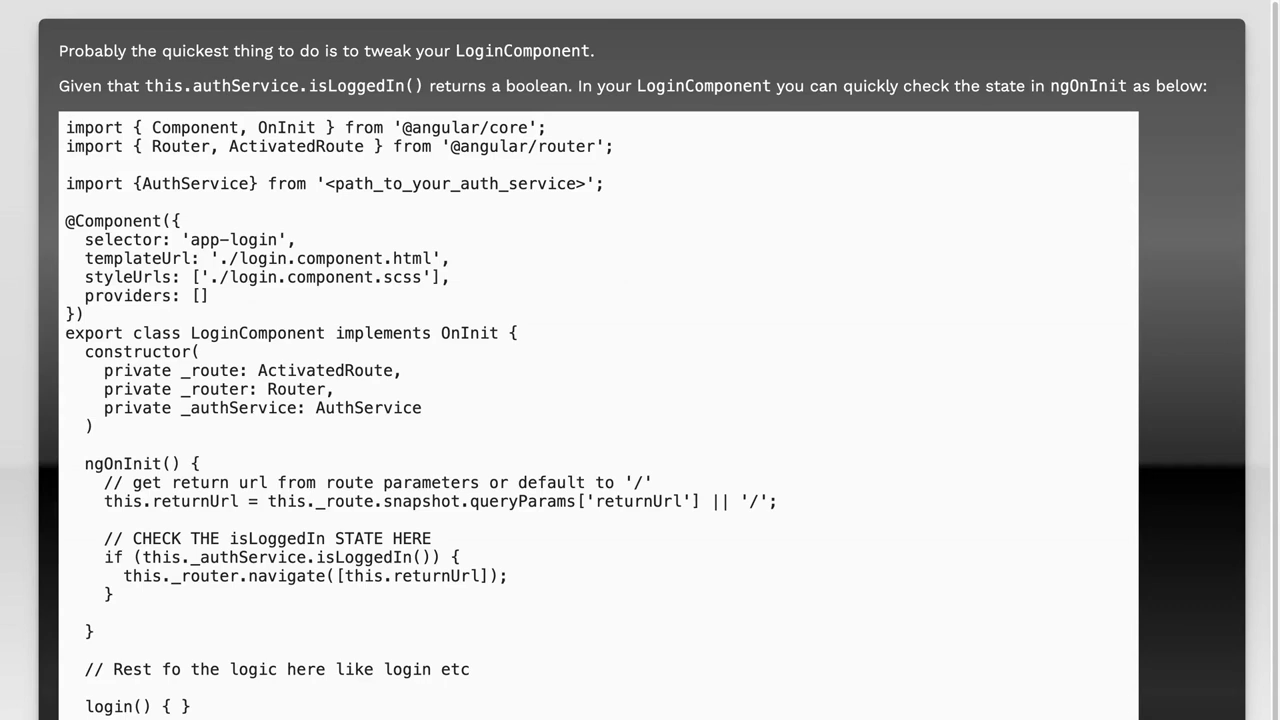 Probably the quickest thing to do is to tweak your LoginComponent.
Given that this.authService.isLoggedIn() returns a boolean. In your LoginComponent you can quickly check the state in ngOnInit as below:
import { Component, OnInit } from '@angular/core';
import { Router, ActivatedRoute } from '@angular/router';

import {AuthService} from '<path_to_your_auth_service>';

@Component({
  selector: 'app-login',
  templateUrl: './login.component.html',
  styleUrls: ['./login.component.scss'],
  providers: []
})
export class LoginComponent implements OnInit {
  constructor(
    private _route: ActivatedRoute,
    private _router: Router,
    private _authService: AuthService
  )

  ngOnInit() {
    // get return url from route parameters or default to '/'
    this.returnUrl = this._route.snapshot.queryParams['returnUrl'] || '/';

    // CHECK THE isLoggedIn STATE HERE
    if (this._authService.isLoggedIn()) {
      this._router.navigate([this.returnUrl]);
    }

  }

  // Rest fo the logic here like login etc

  login() { }